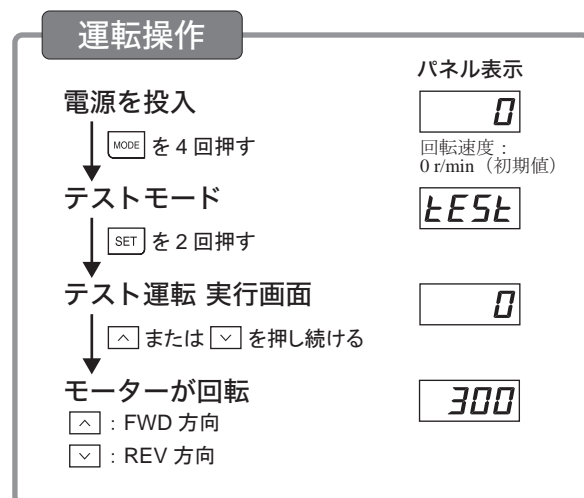 運転操作
パネル表示
電源を投入
0
MODE を 4 回押す
回転速度：
0 r/min（初期値）
テストモード
tESt
SET を 2 回押す
テスト運転 実行画面
0
または を押し続ける
モーターが回転
300
：FWD 方向
：REV 方向